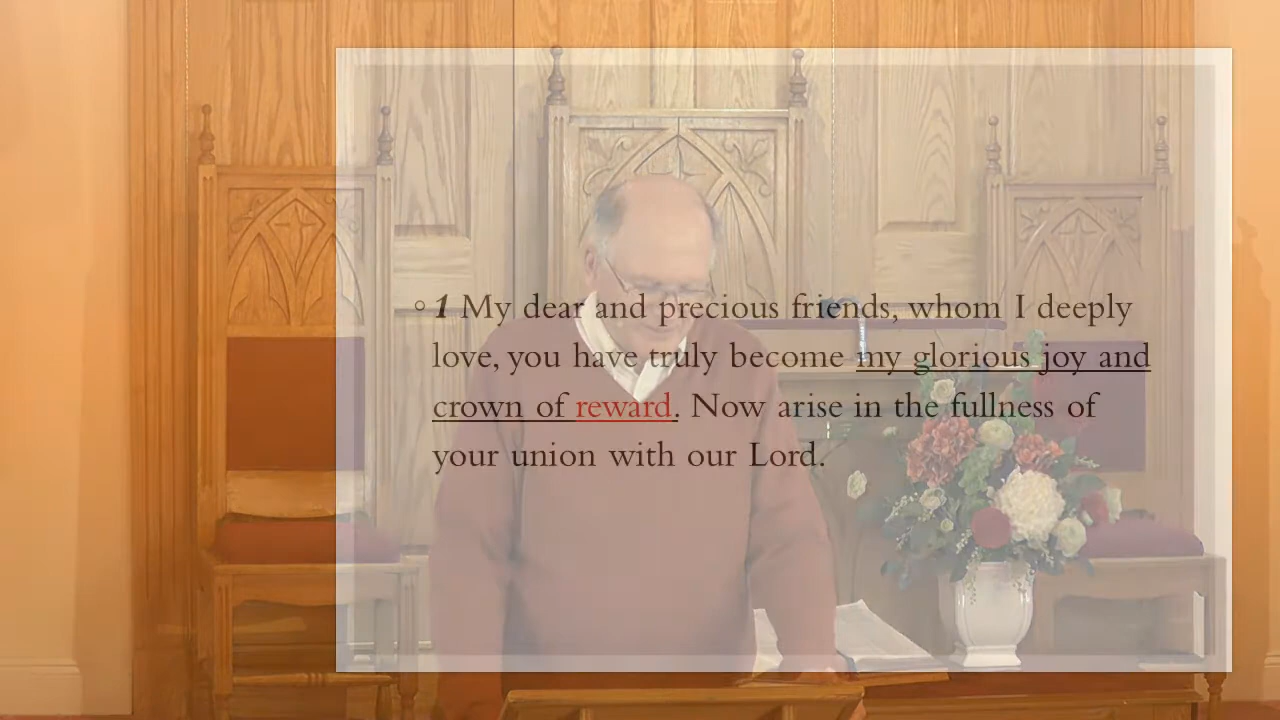 1 My dear and precious friends, whom I deeply
love, you have truly become my glorious joy and
crown of reward. Now arise in the fullness of
your union with our Lord.